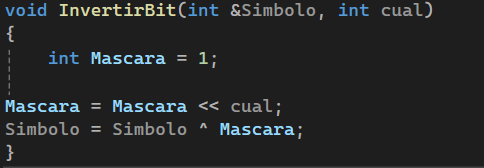 void InvertirBit(int &Simbolo, int cual)
{
int Mascara = 1;
Mascara = Mascara << cual;
Simbolo = Simbolo ^ Mascara;
}